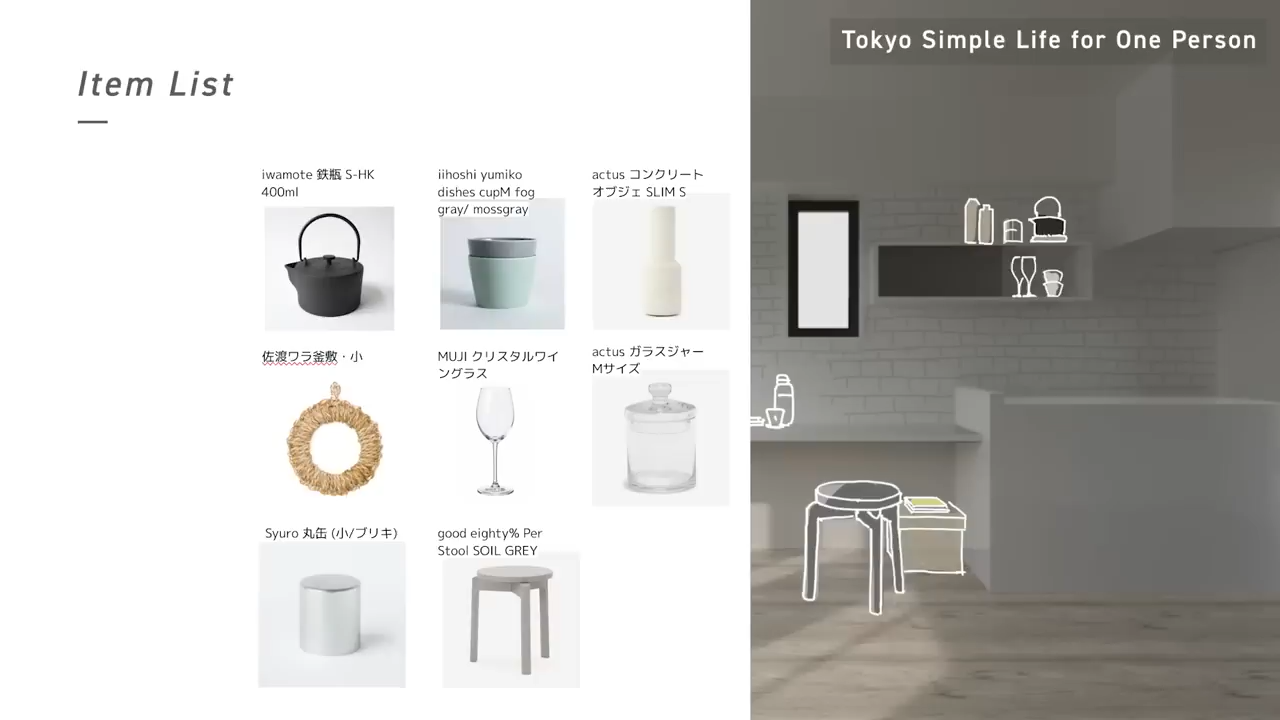 Tokyo Simple Life for One Person
Item List
iwamote 鉄瓶 S-HK
400ml
iihoshi yumiko
dishes cupM fog
gray/ mossgray
actus コンクリート
オブジェ SLIM S
佐渡ワラ釜敷・小
MUJI クリスタルワイ
ングラス
actus ガラスジャー
Mサイズ
Syuro 丸缶 (小/ブリキ)
good eighty% Per
Stool SOIL GREY